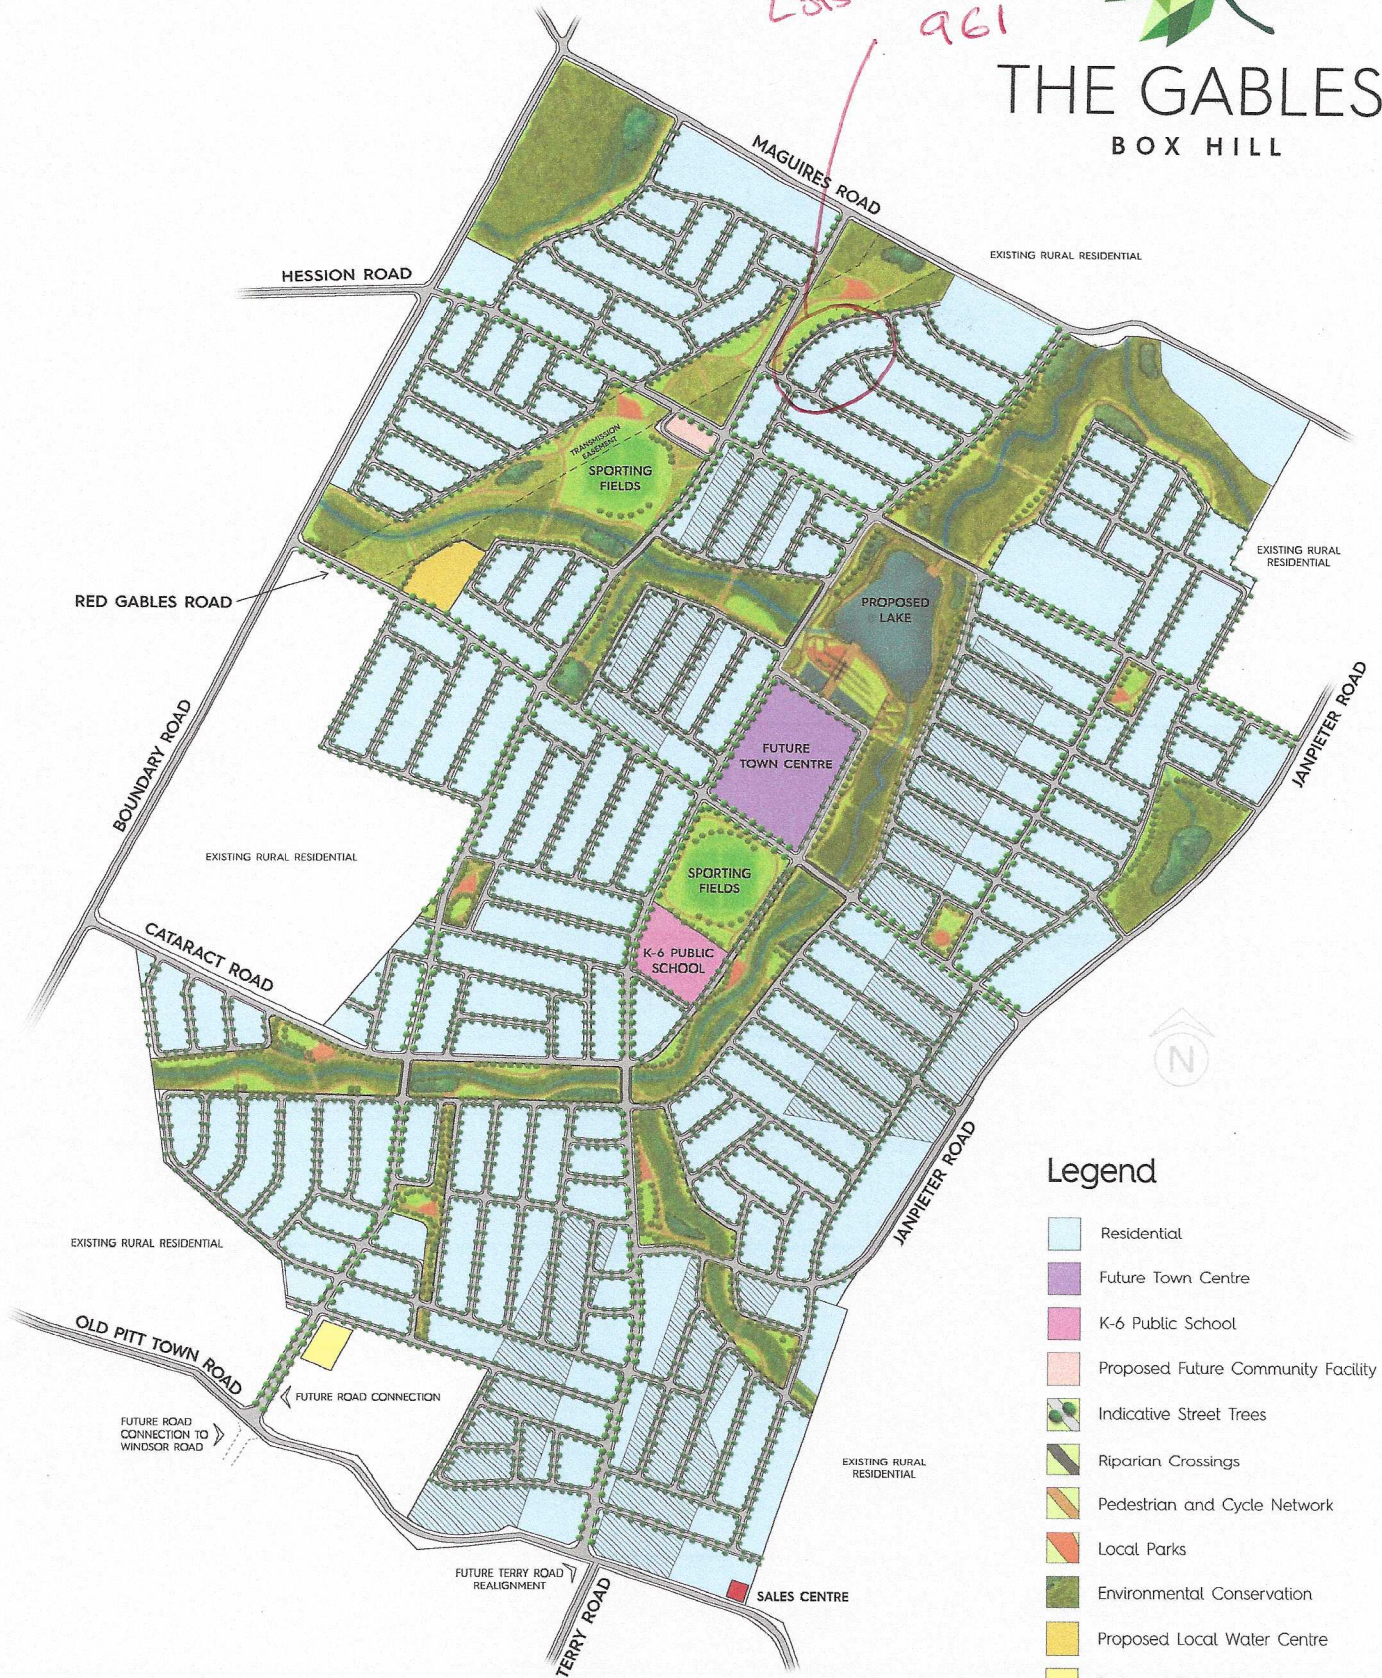 Lots
961
THE GABLES
BOX HILL
MAGUIRES ROAD
EXISTING RURAL RESIDENTIAL
HESSION ROAD
TRANSMISSION
EASEMENT
SPORTING
FIELDS
EXISTING RURAL
RESIDENTIAL
RED GABLES ROAD
PROPOSED
LAKE
JANPIETER ROAD
BOUNDARY ROAD
FUTURE
TOWN CENTRE
EXISTING RURAL RESIDENTIAL
SPORTING
FIELDS
CATARACT ROAD
K-6 PUBLIC
SCHOOL
N
JANPIETER ROAD
EXISTING RURAL RESIDENTIAL
OLD PITT TOWN ROAD
FUTURE ROAD CONNECTION
FUTURE ROAD
CONNECTION TO
WINDSOR ROAD
EXISTING RURAL
RESIDENTIAL
FUTURE TERRY ROAD
REALIGNMENT
SALES CENTRE
TERRY ROAD
Legend
Residential
Future Town Centre
K-6 Public School
Proposed Future Community Facility
Indicative Street Trees
Riparian Crossings
Pedestrian and Cycle Network
Local Parks
Environmental Conservation
Proposed Local Water Centre